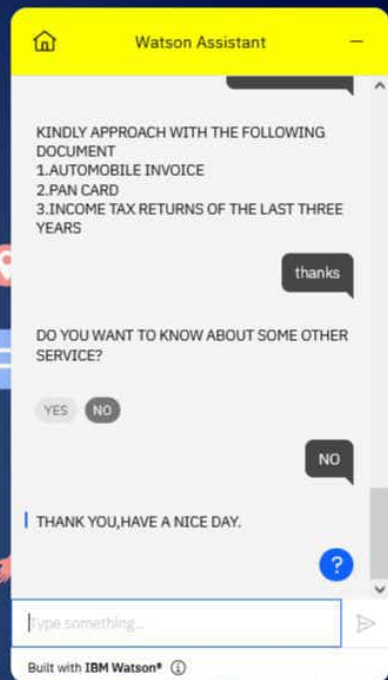 Watson Assistant
KINDLY APPROACH WITH THE FOLLOWING
DOCUMENT
1.AUTOMOBILE INVOICE
2.PAN CARD
3.INCOME TAX RETURNS OF THE LAST THREE
YEARS
thanks
DO YOU WANT TO KNOW ABOUT SOME OTHER
SERVICE?
YES NO
NO
THANK YOU,HAVE A NICE DAY.
?
Type something...
Built with IBM Watson®